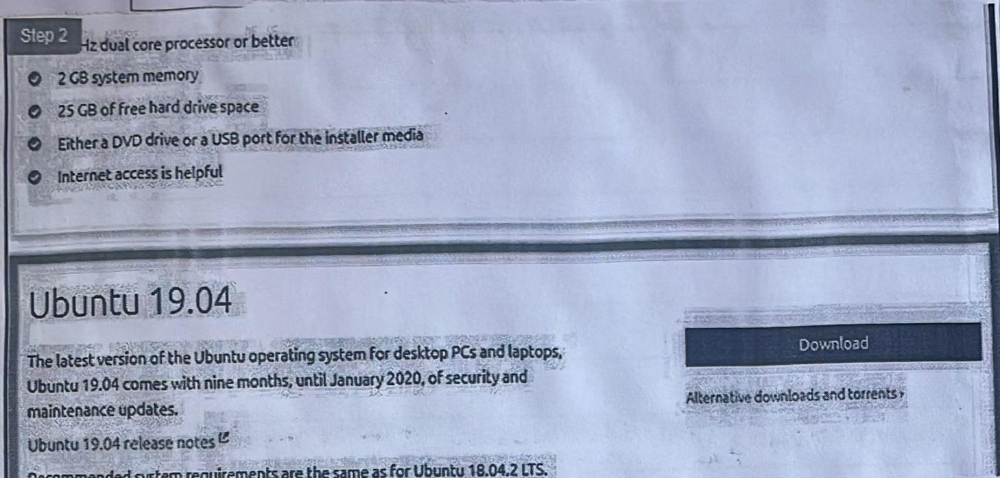 Step 2
Hz dual core processor or better
2 GB system memory
25 GB of free hard drive space
Either a DVD drive or a USB port for the installer media
Internet access is helpful
Ubuntu 19.04
The latest version of the Ubuntu operating system for desktop PCs and laptops,
Ubuntu 19.04 comes with nine months, until January 2020, of security and
maintenance updates.
Ubuntu 19.04 release notes
Recommended system requirements are the same as for Ubuntu 18.04.2 LTS.
Download
Alternative downloads and torrents ›